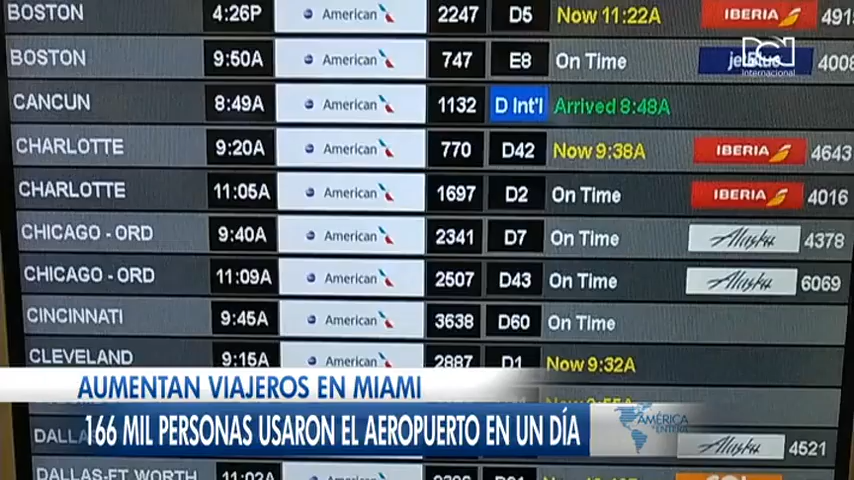 BOSTON 4:26P American 2247 D5 Now 11:22A IBERIA 491
BOSTON 9:50A American 747 E8 On Time jetBlue 4008
RCN Internacional
CANCUN 8:49A American 1132 D Int'l Arrived 8:48A
CHARLOTTE 9:20A American 770 D42 Now 9:38A IBERIA 4643
CHARLOTTE 11:05A American 1697 D2 On Time IBERIA 4016
CHICAGO - ORD 9:40A American 2341 D7 On Time Alaska 4378
CHICAGO - ORD 11:09A American 2507 D43 On Time Alaska 6069
CINCINNATI 9:45A American 3638 D60 On Time
CLEVELAND 9:15A American 2887 D1 Now 9:32A
AUMENTAN VIAJEROS EN MIAMI
166 MIL PERSONAS USARON EL AEROPUERTO EN UN DÍA
AMÉRICA ENTERA
DALLAS Alaska 4521
DALLAS-FT. WORTH 11:02A American